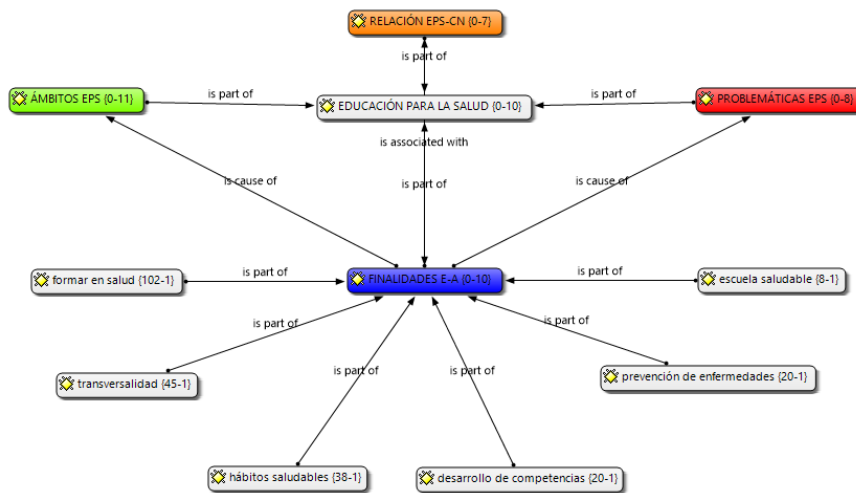 RELACIÓN EPS-CN {0-7}
is part of
ÁMBITOS EPS {0-11}
is part of
EDUCACIÓN PARA LA SALUD {0-10}
is part of
PROBLEMÁTICAS EPS {0-8}
is associated with
is cause of
is part of
is cause of
formar en salud {102-1}
is part of
FINALIDADES E-A {0-10}
is part of
escuela saludable {8-1}
is part of
is part of
transversalidad {45-1}
is part of
is part of
prevención de enfermedades {20-1}
hábitos saludables {38-1}
desarrollo de competencias {20-1}